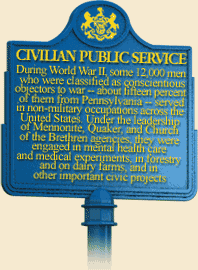 CIVILIAN PUBLIC SERVICE
During World War II, some 12,000 men
who were classified as conscientious
objectors to war -- about fifteen percent
of them from Pennsylvania -- served
in non-military occupations across the
United States. Under the leadership
of Mennonite, Quaker, and Church
of the Brethren agencies, they were
engaged in mental health care
and medical experiments, in forestry
and on dairy farms, and in
other important civic projects